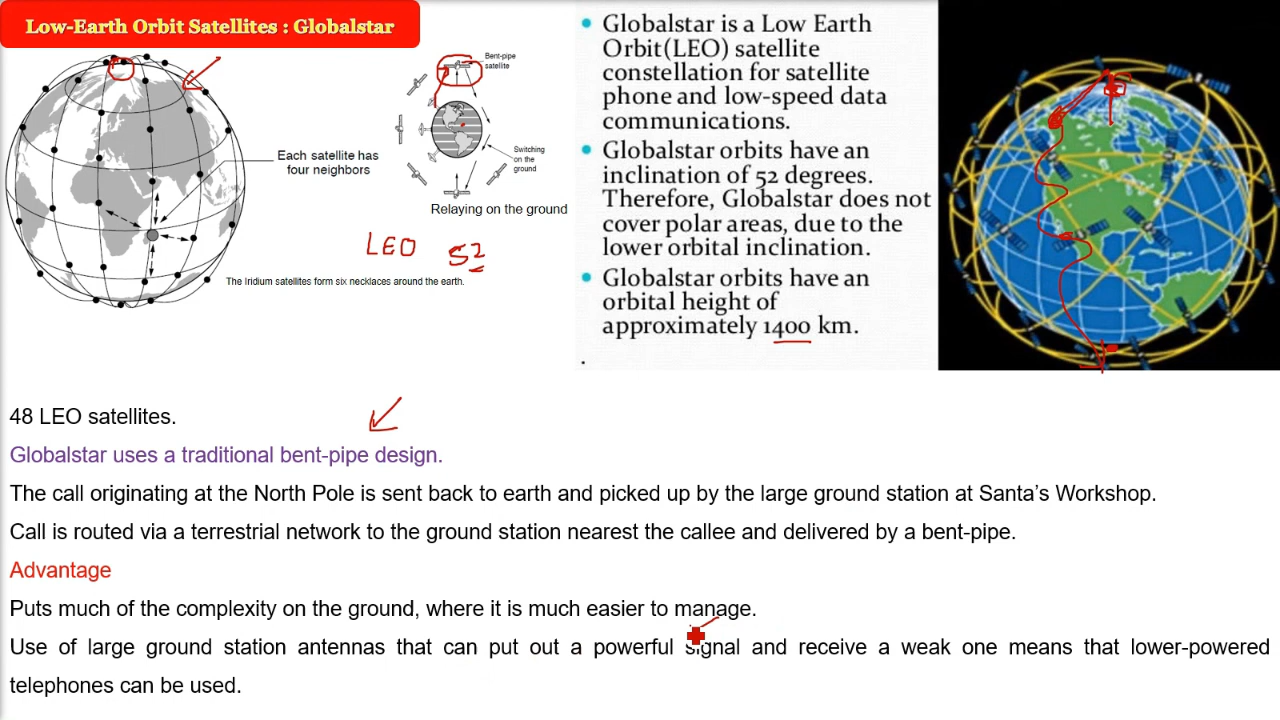 Low-Earth Orbit Satellites : Globalstar
Bent-pipe
satellite
Each satellite has
four neighbors
Switching
on the
ground
Relaying on the ground
LEO 52
The Iridium satellites form six necklaces around the earth.
• Globalstar is a Low Earth
Orbit(LEO) satellite
constellation for satellite
phone and low-speed data
communications.
• Globalstar orbits have an
inclination of 52 degrees.
Therefore, Globalstar does not
cover polar areas, due to the
lower orbital inclination.
• Globalstar orbits have an
orbital height of
approximately 1400 km.
.
48 LEO satellites.
Globalstar uses a traditional bent-pipe design.
The call originating at the North Pole is sent back to earth and picked up by the large ground station at Santa’s Workshop.
Call is routed via a terrestrial network to the ground station nearest the callee and delivered by a bent-pipe.
Advantage
Puts much of the complexity on the ground, where it is much easier to manage.
Use of large ground station antennas that can put out a powerful signal and receive a weak one means that lower-powered
telephones can be used.